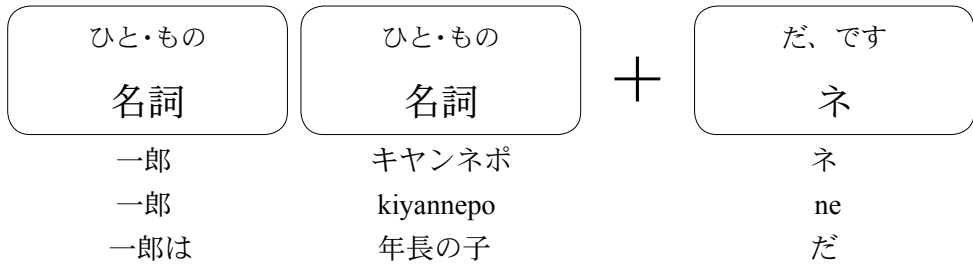 ひと・もの ひと・もの だ、です
名詞 名詞 + ネ
一郎 キヤンネポ ネ
一郎 kiyannepo ne
一郎は 年長の子 だ